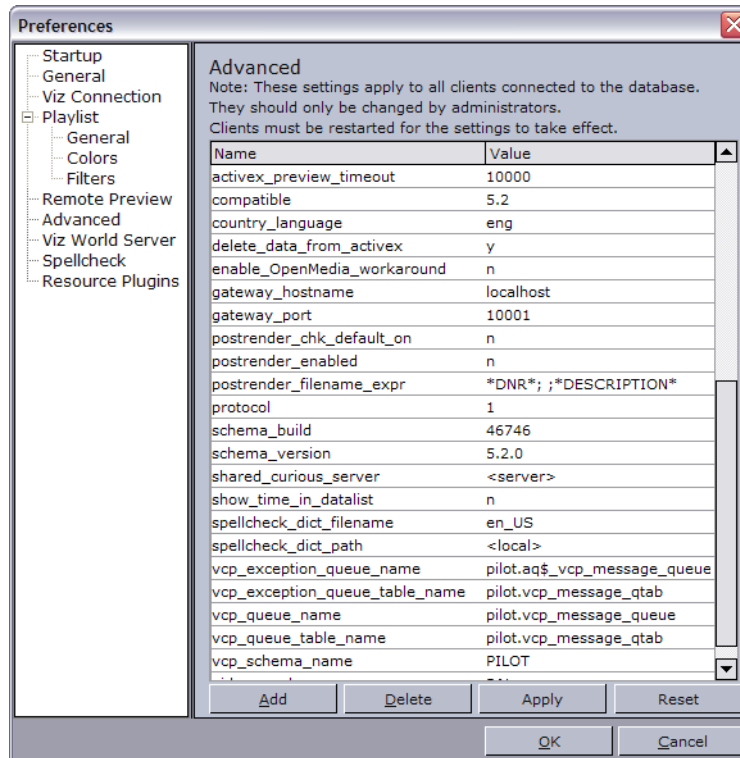 Preferences
Startup
General
Viz Connection
Playlist
General
Colors
Filters
Remote Preview
Advanced
Viz World Server
Spellcheck
Resource Plugins
Advanced
Note: These settings apply to all clients connected to the database.
They should only be changed by administrators.
Clients must be restarted for the settings to take effect.
Name Value
activex_preview_timeout 10000
compatible 5.2
country_language eng
delete_data_from_activex y
enable_OpenMedia_workaround n
gateway_hostname localhost
gateway_port 10001
postrender_chk_default_on n
postrender_enabled n
postrender_filename_expr *DNR*; ;*DESCRIPTION*
protocol 1
schema_build 46746
schema_version 5.2.0
shared_curious_server <server>
show_time_in_datalist n
spellcheck_dict_filename en_US
spellcheck_dict_path <local>
vcp_exception_queue_name pilot.aq$_vcp_message_queue
vcp_exception_queue_table_name pilot.vcp_message_qtab
vcp_queue_name pilot.vcp_message_queue
vcp_queue_table_name pilot.vcp_message_qtab
vcp_schema_name PILOT
Add Delete Apply Reset
OK Cancel